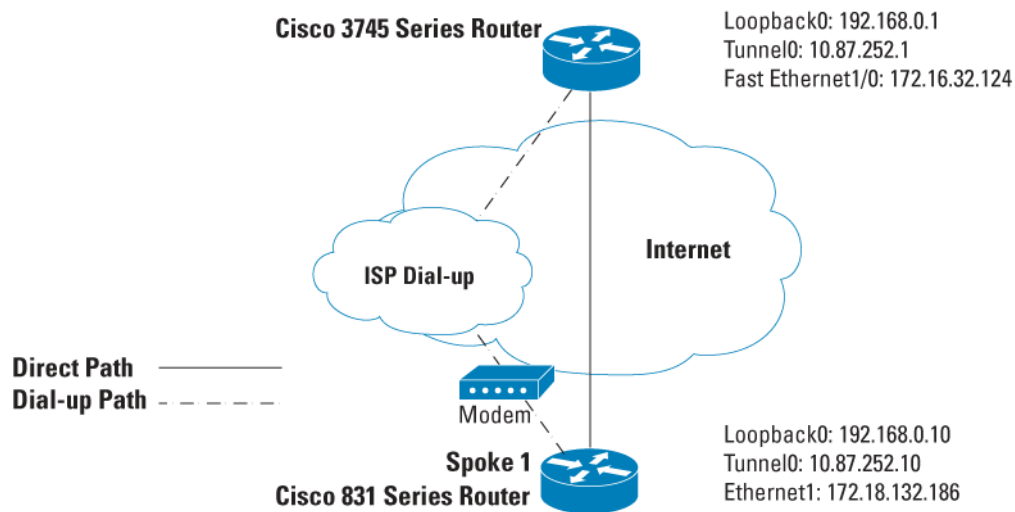 Cisco 3745 Series Router
Loopback0: 192.168.0.1
Tunnel0: 10.87.252.1
Fast Ethernet1/0: 172.16.32.124
Internet
ISP Dial-up
Direct Path
Dial-up Path
Modem
Spoke 1
Cisco 831 Series Router
Loopback0: 192.168.0.10
Tunnel0: 10.87.252.10
Ethernet1: 172.18.132.186